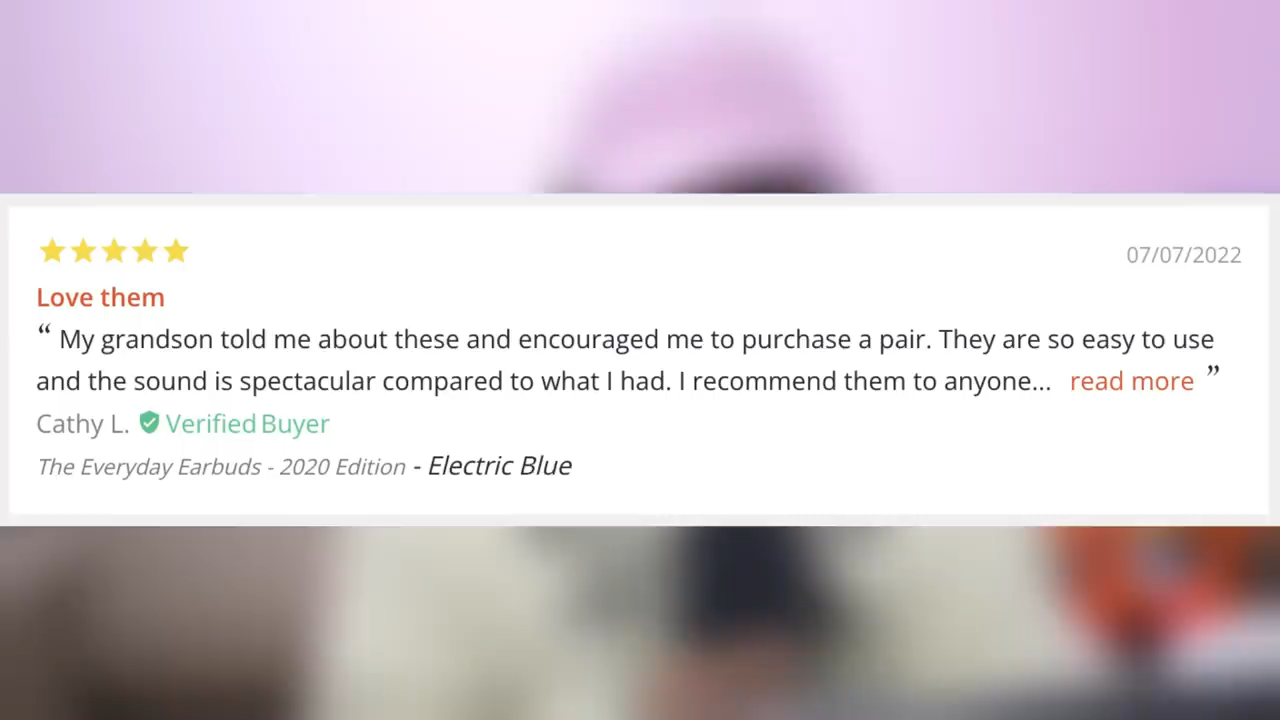 07/07/2022
Love them
“ My grandson told me about these and encouraged me to purchase a pair. They are so easy to use
and the sound is spectacular compared to what I had. I recommend them to anyone... read more ”
Cathy L. Verified Buyer
The Everyday Earbuds - 2020 Edition - Electric Blue